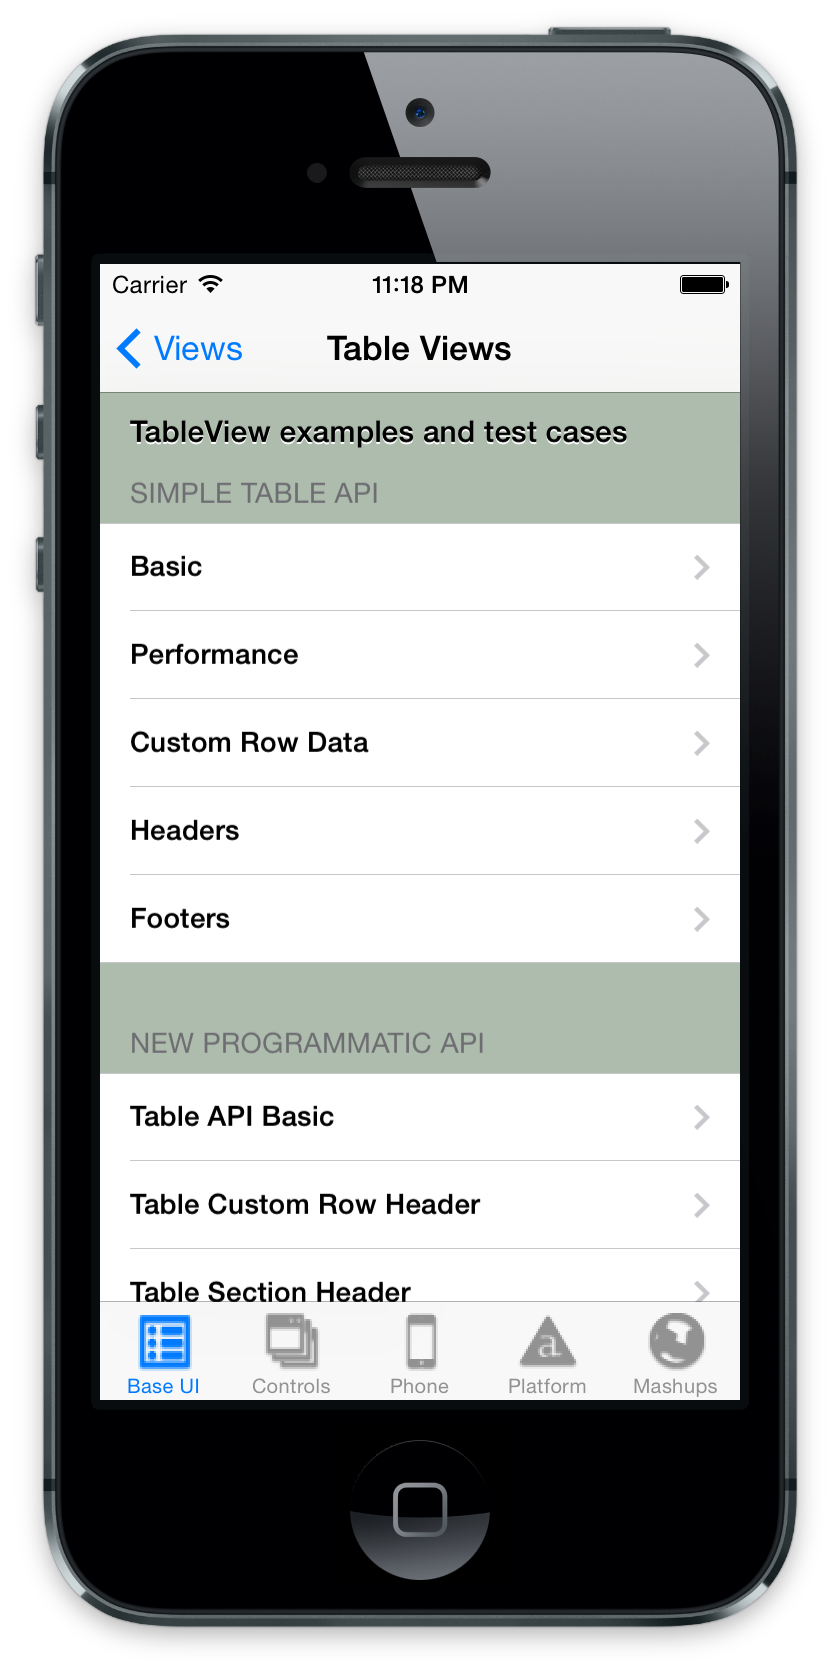 Carrier 11:18 PM
Views Table Views
TableView examples and test cases
SIMPLE TABLE API
Basic
Performance
Custom Row Data
Headers
Footers
NEW PROGRAMMATIC API
Table API Basic
Table Custom Row Header
Table Section Header
a
Base UI Controls Phone Platform Mashups